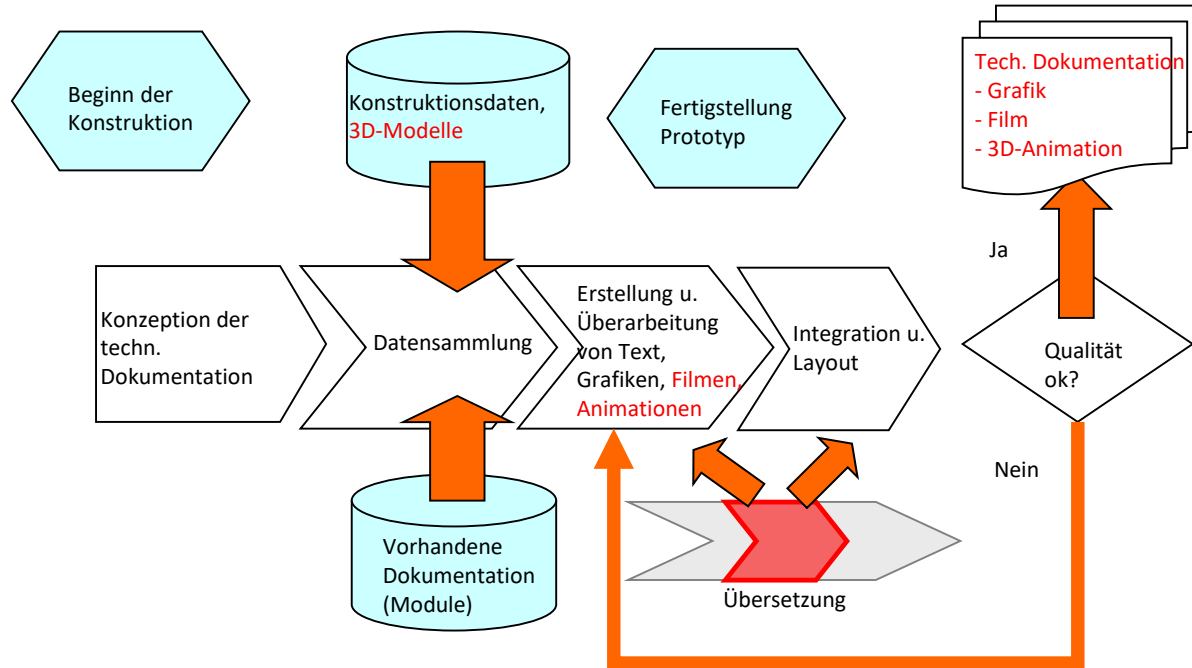 Beginn der
Konstruktion
Konstruktionsdaten,
3D-Modelle
Fertigstellung
Prototyp
Tech. Dokumentation
- Grafik
- Film
- 3D-Animation
Ja
Konzeption der
techn.
Dokumentation
Datensammlung
Erstellung u.
Überarbeitung
von Text,
Grafiken, Filmen,
Animationen
Integration u.
Layout
Qualität
ok?
Nein
Vorhandene
Dokumentation
(Module)
Übersetzung